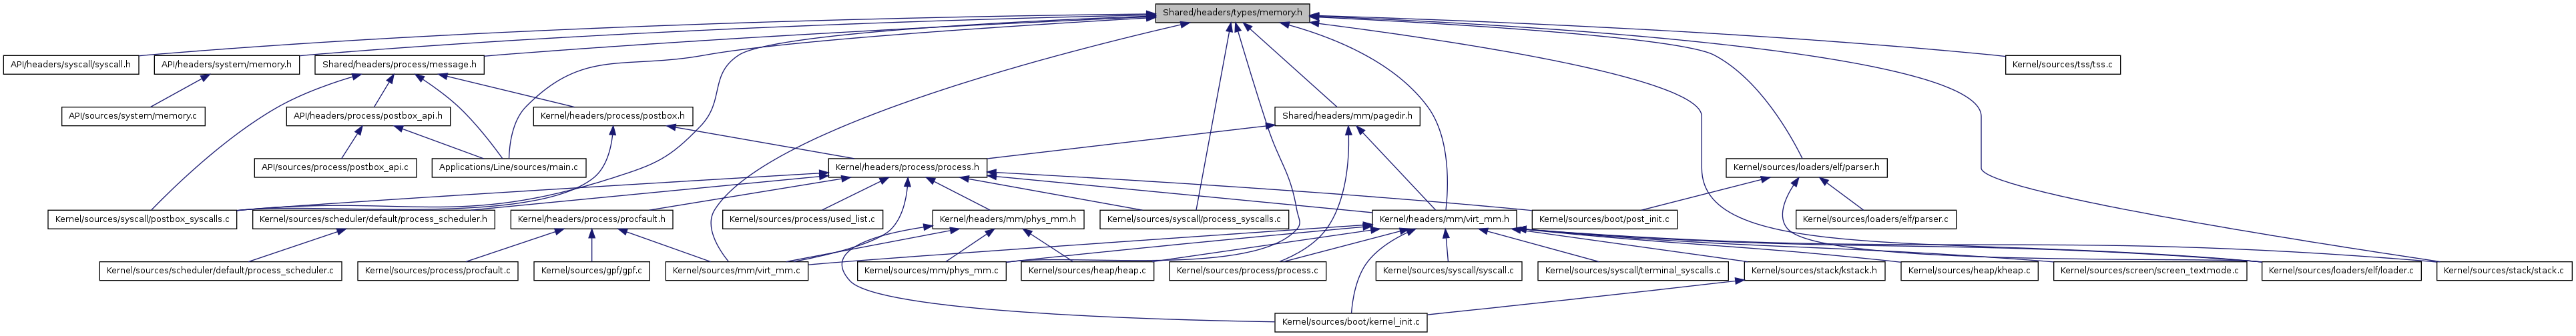 Shared/headers/types/memory.h
API/headers/syscall/syscall.h
API/headers/system/memory.h
Shared/headers/process/message.h
Kernel/sources/tss/tss.c
API/sources/system/memory.c
API/headers/process/postbox_api.h
Kernel/headers/process/postbox.h
Shared/headers/mm/pagedir.h
API/sources/process/postbox_api.c
Applications/Line/sources/main.c
Kernel/headers/process/process.h
Kernel/sources/loaders/elf/parser.h
Kernel/sources/syscall/postbox_syscalls.c
Kernel/sources/scheduler/default/process_scheduler.h
Kernel/headers/process/procfault.h
Kernel/sources/process/used_list.c
Kernel/headers/mm/phys_mm.h
Kernel/sources/syscall/process_syscalls.c
Kernel/headers/mm/virt_mm.h
Kernel/sources/boot/post_init.c
Kernel/sources/loaders/elf/parser.c
Kernel/sources/scheduler/default/process_scheduler.c
Kernel/sources/process/procfault.c
Kernel/sources/gpf/gpf.c
Kernel/sources/mm/virt_mm.c
Kernel/sources/mm/phys_mm.c
Kernel/sources/heap/heap.c
Kernel/sources/process/process.c
Kernel/sources/syscall/syscall.c
Kernel/sources/syscall/terminal_syscalls.c
Kernel/sources/stack/kstack.h
Kernel/sources/heap/kheap.c
Kernel/sources/screen/screen_textmode.c
Kernel/sources/loaders/elf/loader.c
Kernel/sources/stack/stack.c
Kernel/sources/boot/kernel_init.c